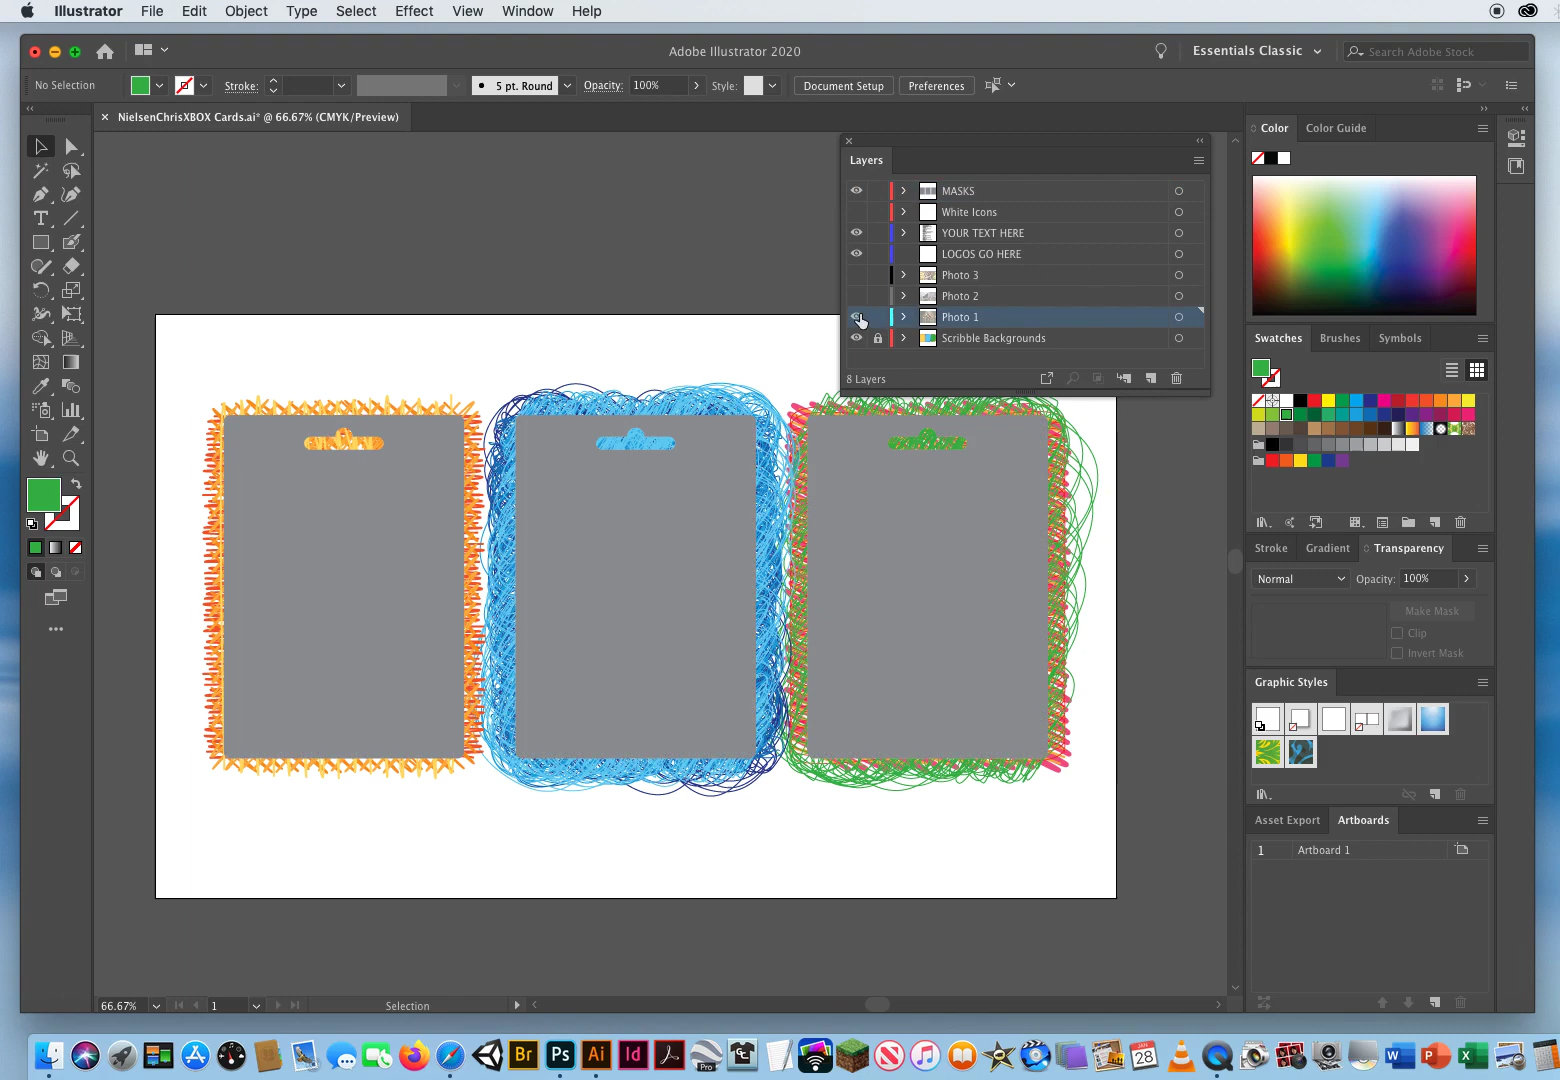 Illustrator File Edit Object Type Select Effect View Window Help
Adobe Illustrator 2020
Essentials Classic
Search Adobe Stock
No Selection
Stroke:
5 pt. Round
Opacity: 100%
Style:
Document Setup
Preferences
NielsenChrisXBOX Cards.ai* @ 66.67% (CMYK/Preview)
Layers
MASKS
White Icons
YOUR TEXT HERE
LOGOS GO HERE
Photo 3
Photo 2
Photo 1
Scribble Backgrounds
8 Layers
Color
Color Guide
Swatches
Brushes
Symbols
Stroke
Gradient
Transparency
Normal
Opacity: 100%
Make Mask
Clip
Invert Mask
Graphic Styles
Asset Export
Artboards
1 Artboard 1
66.67%
1
Selection
Br Ps Ai Id
Pro
JAN
28
W P X